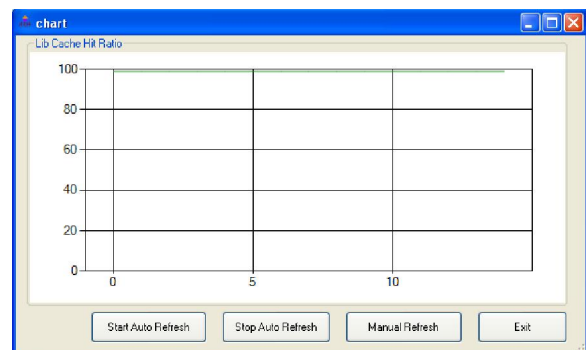 chart
Lib Cache Hit Ratio
100
80
60
40
20
0
0 5 10
Start Auto Refresh Stop Auto Refresh Manual Refresh Exit